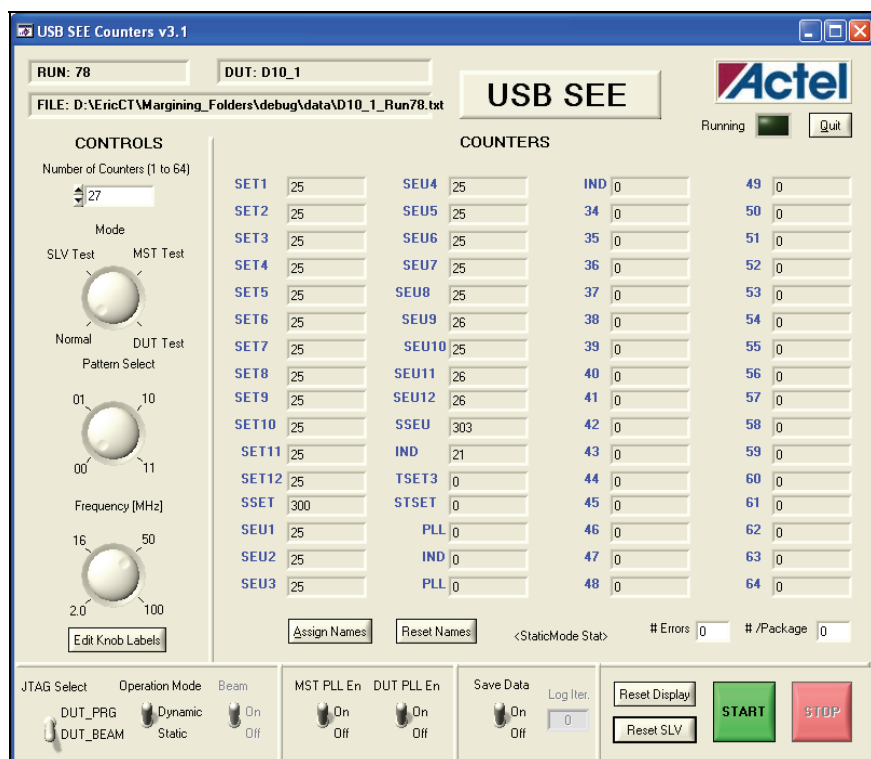 USB SEE Counters v3.1
RUN: 78
DUT: D10_1
FILE: D:\EricCT\Margining_Folders\debug\data\D10_1_Run78.txt
USB SEE
Actel
Running
Quit
CONTROLS
COUNTERS
Number of Counters (1 to 64)
27
Mode
SLV Test MST Test
Normal DUT Test
Pattern Select
01 10
00 11
Frequency [MHz]
16 50
2.0 100
Edit Knob Labels
SET1 25 SEU4 25 IND 0 49 0
SET2 25 SEU5 25 34 0 50 0
SET3 25 SEU6 25 35 0 51 0
SET4 25 SEU7 25 36 0 52 0
SET5 25 SEU8 25 37 0 53 0
SET6 25 SEU9 26 38 0 54 0
SET7 25 SEU10 25 39 0 55 0
SET8 25 SEU11 26 40 0 56 0
SET9 25 SEU12 26 41 0 57 0
SET10 25 SSEU 303 42 0 58 0
SET11 25 IND 21 43 0 59 0
SET12 25 TSET3 0 44 0 60 0
SSET 300 STSET 0 45 0 61 0
SEU1 25 PLL 0 46 0 62 0
SEU2 25 IND 0 47 0 63 0
SEU3 25 PLL 0 48 0 64 0
Assign Names
Reset Names
<StaticMode Stat>
# Errors 0
# /Package 0
JTAG Select
DUT_PRG
DUT_BEAM
Operation Mode
Dynamic
Static
Beam
On
Off
MST PLL En
On
Off
DUT PLL En
On
Off
Save Data
On
Off
Log Iter.
0
Reset Display
Reset SLV
START
STOP